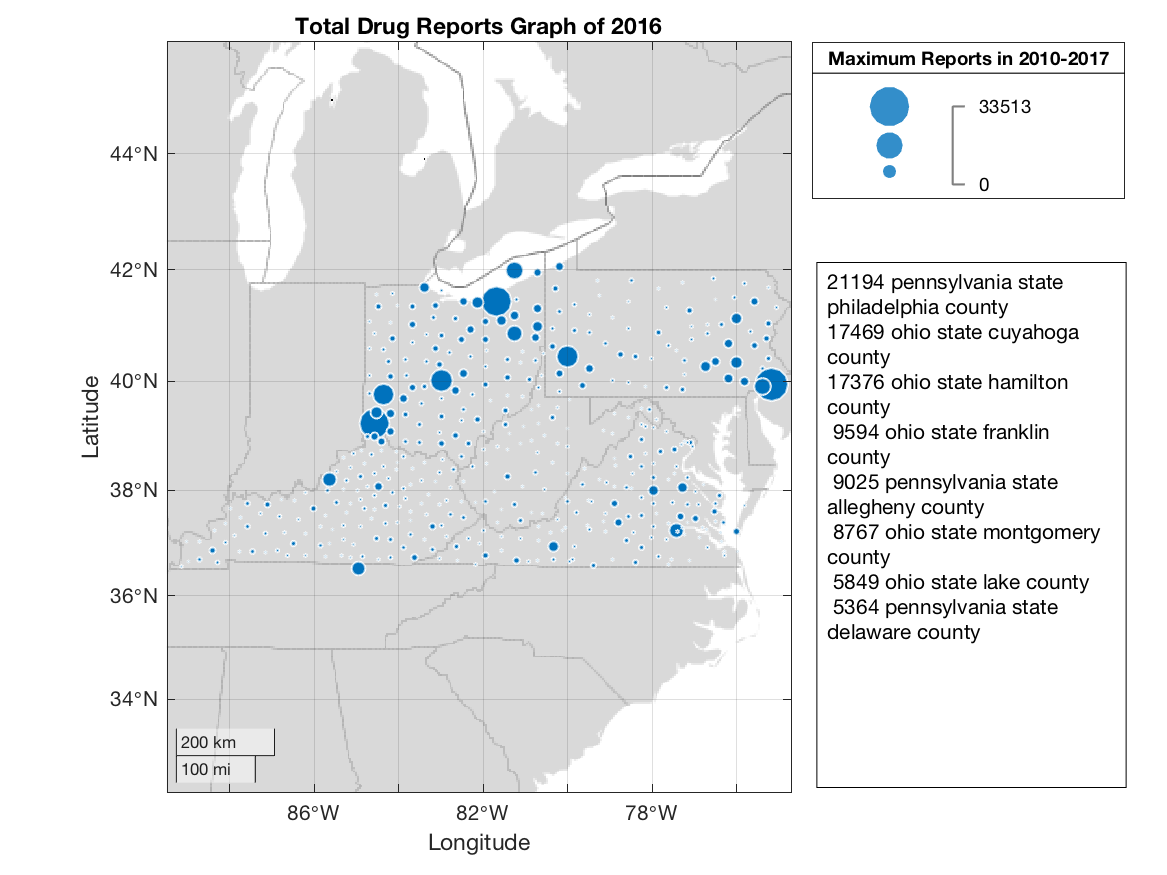 Total Drug Reports Graph of 2016
Maximum Reports in 2010-2017
33513
0
44°N
42°N
40°N
38°N
36°N
34°N
Latitude
200 km
100 mi
86°W
82°W
78°W
Longitude
21194 pennsylvania state
philadelphia county
17469 ohio state cuyahoga
county
17376 ohio state hamilton
county
9594 ohio state franklin
county
9025 pennsylvania state
allegheny county
8767 ohio state montgomery
county
5849 ohio state lake county
5364 pennsylvania state
delaware county